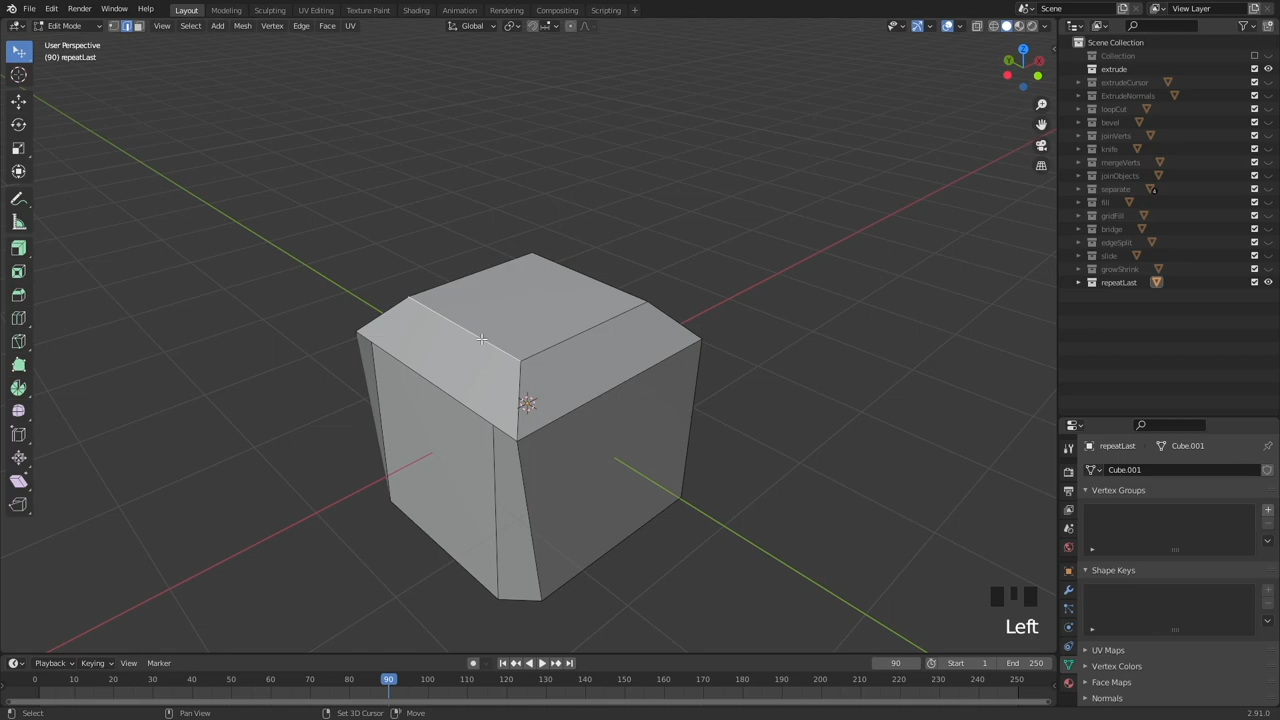 File Edit Render Window Help Layout Modeling Sculpting UV Editing Texture Paint Shading Animation Rendering Compositing Scripting + Scene View Layer
Edit Mode View Select Add Mesh Vertex Edge Face UV Global
User Perspective
(90) repeatLast
Z
Y X
Left
Scene Collection
Collection
extrude
extrudeCursor
ExtrudeNormals
loopCut
bevel
joinVerts
knife
mergeVerts
joinObjects
separate 4
fill
gridFill
bridge
edgeSplit
slide
growShrink
repeatLast
repeatLast Cube.001
Cube.001
Vertex Groups
Shape Keys
UV Maps
Vertex Colors
Face Maps
Normals
Playback Keying View Marker 90 Start 1 End 250
0 10 20 30 40 50 60 70 80 90 100 110 120 130 140 150 160 170 180 190 200 210 220 230 240 250
Select Pan View Set 3D Cursor Move 2.91.0